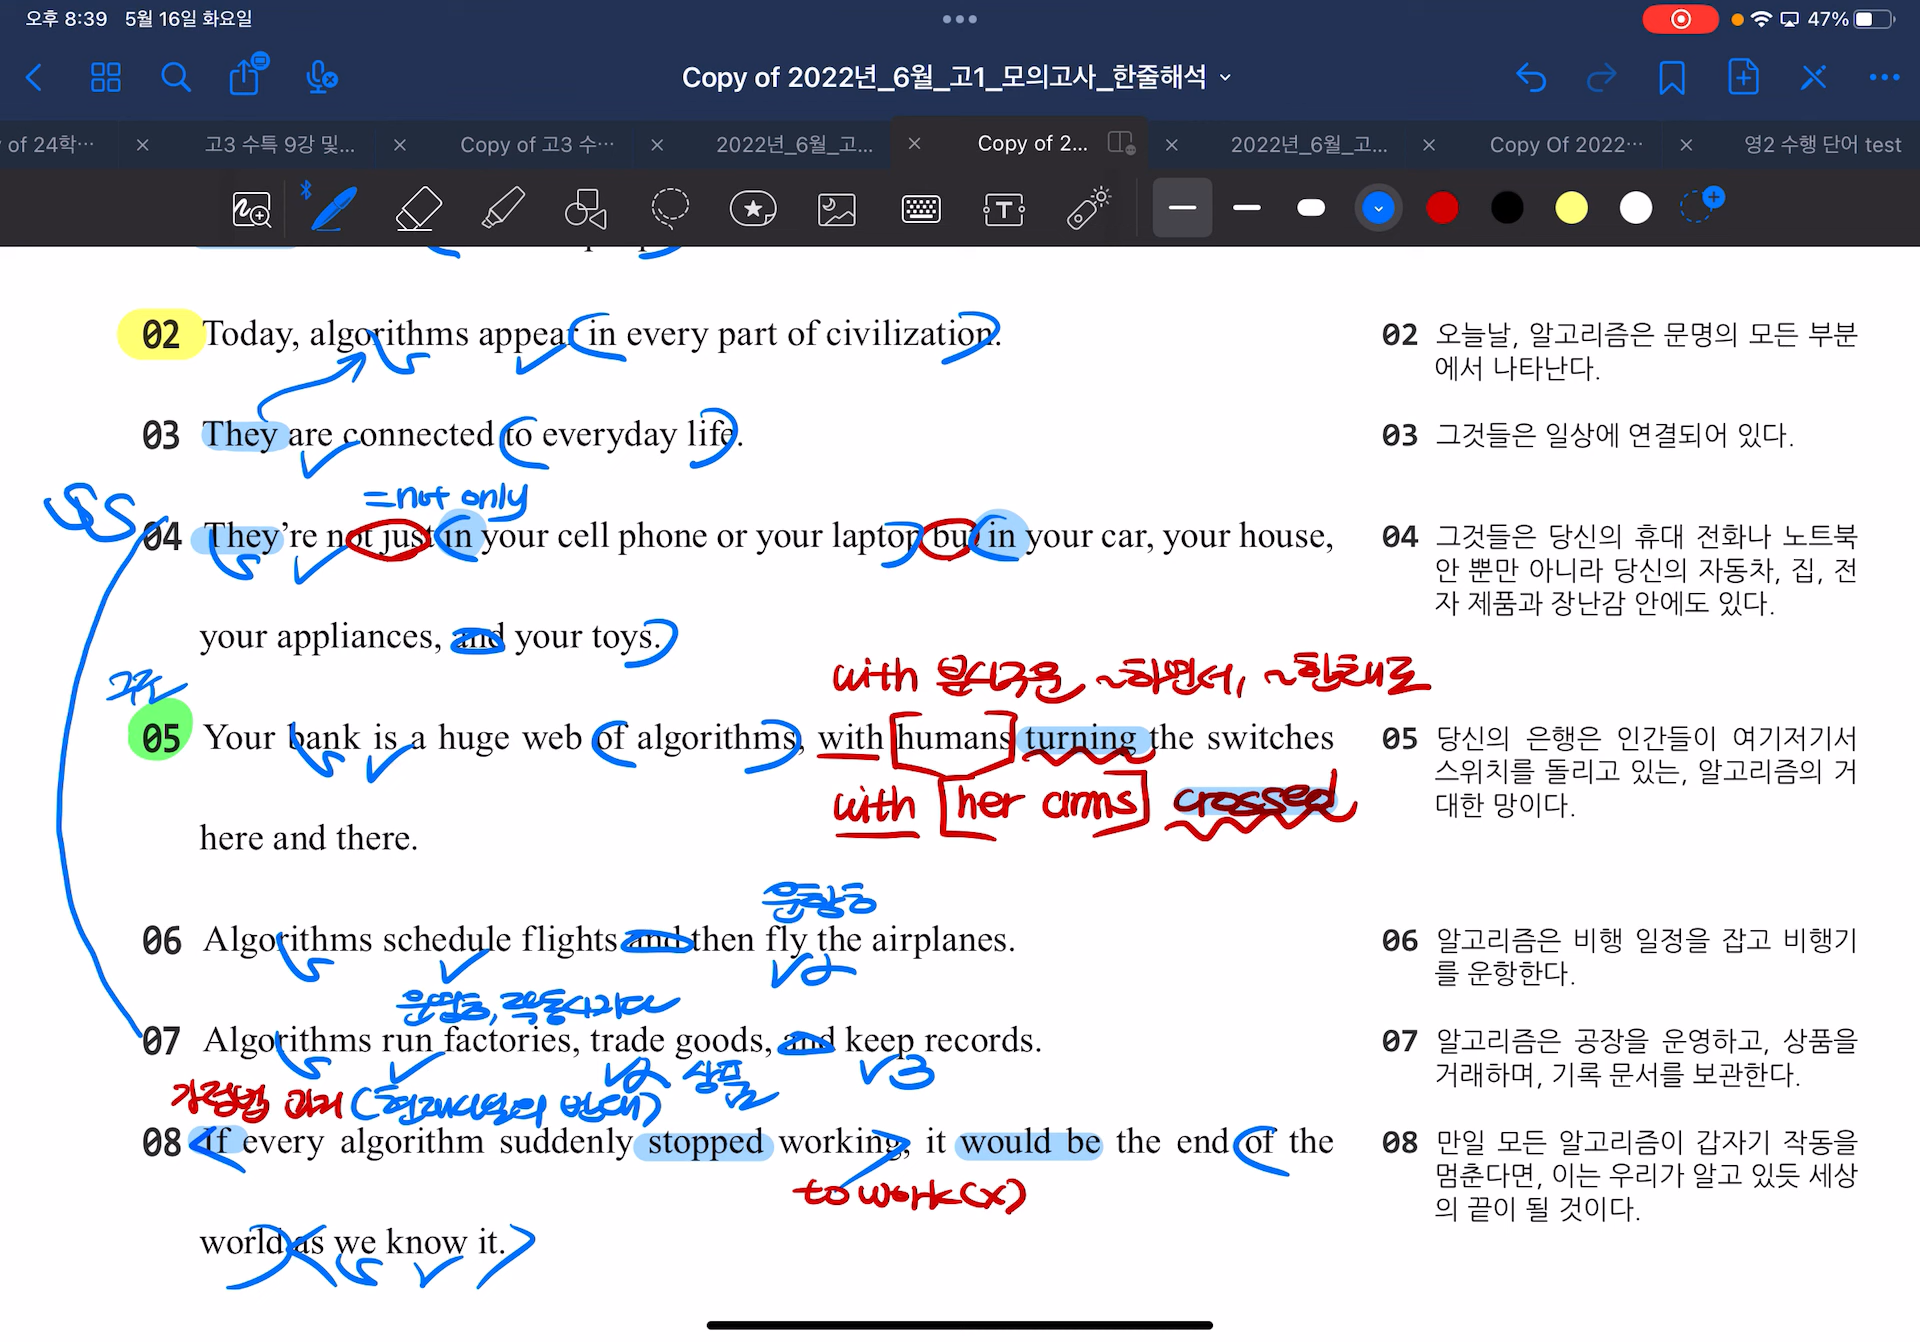 오후 8:39 5월 16일 화요일
47%
Copy of 2022년_6월_고1_모의고사_한줄해석
of 24학…
고3 수특 9강 및…
Copy of 고3 수…
2022년_6월_고…
Copy of 2…
2022년_6월_고…
Copy Of 2022…
영2 수행 단어 test
02 Today, algorithms appear in every part of civilization.
02 오늘날, 알고리즘은 문명의 모든 부분
에서 나타난다.
03 They are connected to everyday life.
03 그것들은 일상에 연결되어 있다.
=not only
04 They're not just in your cell phone or your laptop but in your car, your house,
your appliances, and your toys.
04 그것들은 당신의 휴대 전화나 노트북
안 뿐만 아니라 당신의 자동차, 집, 전
자 제품과 장난감 안에도 있다.
with 분사구문 ~하면서, ~한채로
05 Your bank is a huge web of algorithms, with humans turning the switches
with her arms crossed
here and there.
05 당신의 은행은 인간들이 여기저기서
스위치를 돌리고 있는, 알고리즘의 거
대한 망이다.
운항하
06 Algorithms schedule flights and then fly the airplanes.
06 알고리즘은 비행 일정을 잡고 비행기
를 운항한다.
07 Algorithms run factories, trade goods, and keep records.
상품
07 알고리즘은 공장을 운영하고, 상품을
거래하며, 기록 문서를 보관한다.
가정법 과거 (현재사실의 반대)
08 If every algorithm suddenly stopped working, it would be the end of the
to work(x)
world as we know it.
08 만일 모든 알고리즘이 갑자기 작동을
멈춘다면, 이는 우리가 알고 있듯 세상
의 끝이 될 것이다.